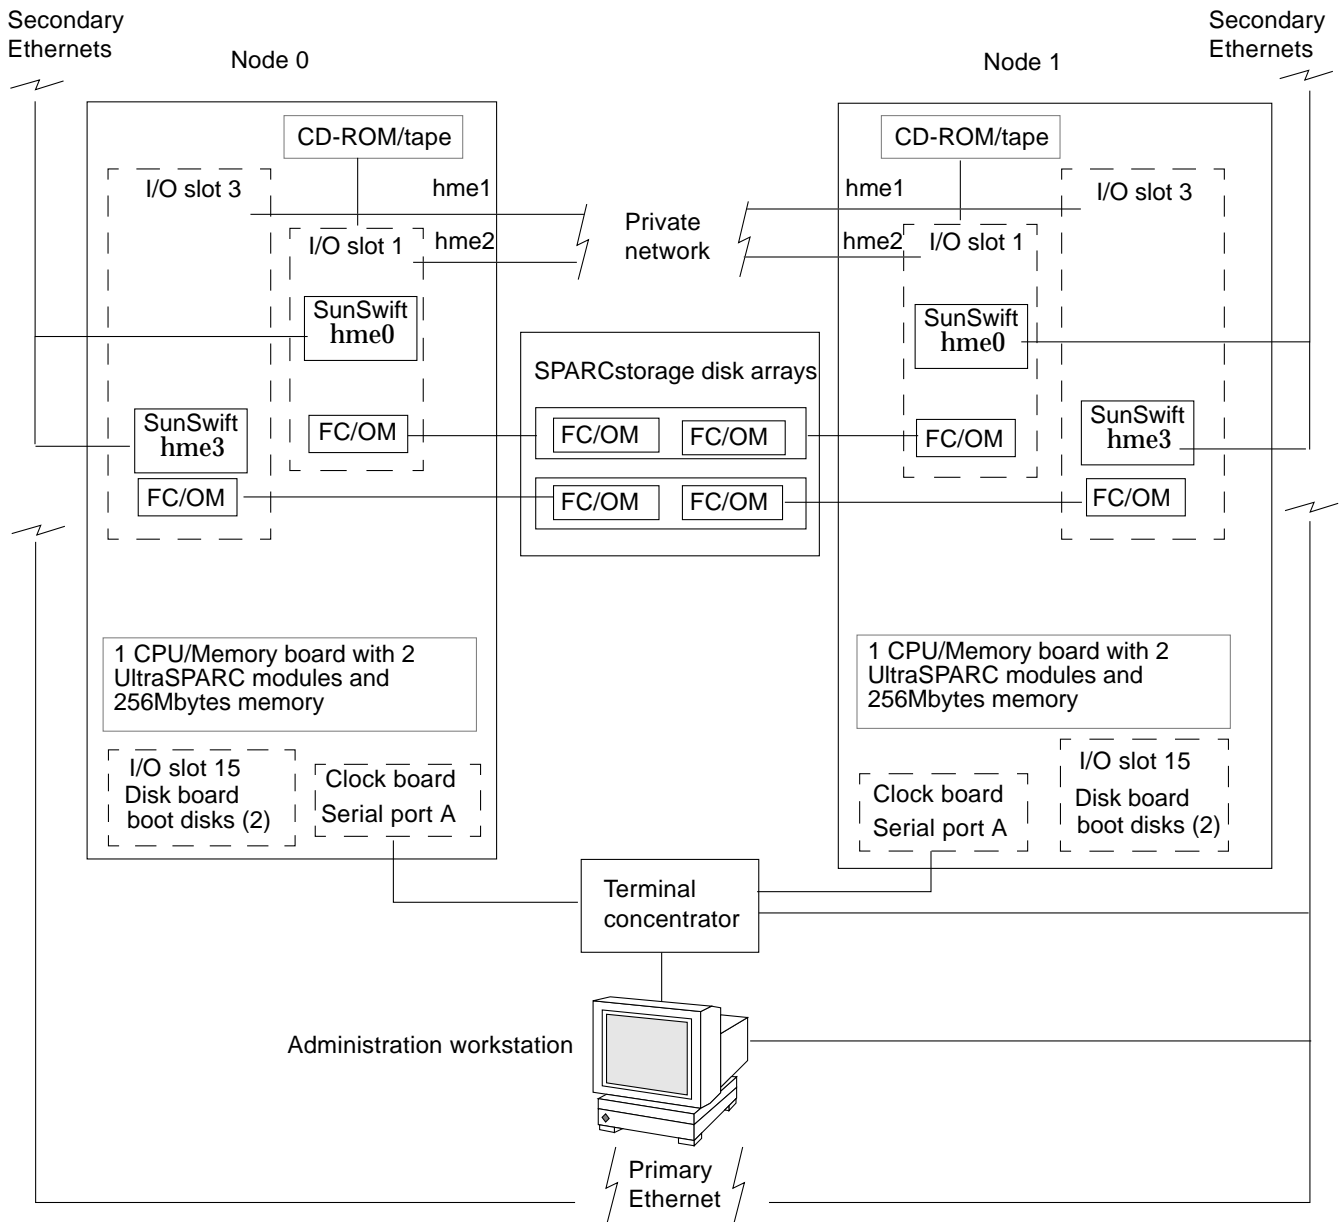 Secondary
Ethernets
Secondary
Ethernets
Node 0
Node 1
CD-ROM/tape
CD-ROM/tape
I/O slot 3
hme1
hme1
I/O slot 3
Private
network
I/O slot 1
hme2
hme2
I/O slot 1
SunSwift
hme0
SunSwift
hme0
SPARCstorage disk arrays
SunSwift
hme3
FC/OM
FC/OM
FC/OM
FC/OM
SunSwift
hme3
FC/OM
FC/OM
FC/OM
FC/OM
1 CPU/Memory board with 2
UltraSPARC modules and
256Mbytes memory
1 CPU/Memory board with 2
UltraSPARC modules and
256Mbytes memory
I/O slot 15
Disk board
boot disks (2)
Clock board
Serial port A
Clock board
Serial port A
I/O slot 15
Disk board
boot disks (2)
Terminal
concentrator
Administration workstation
Primary
Ethernet